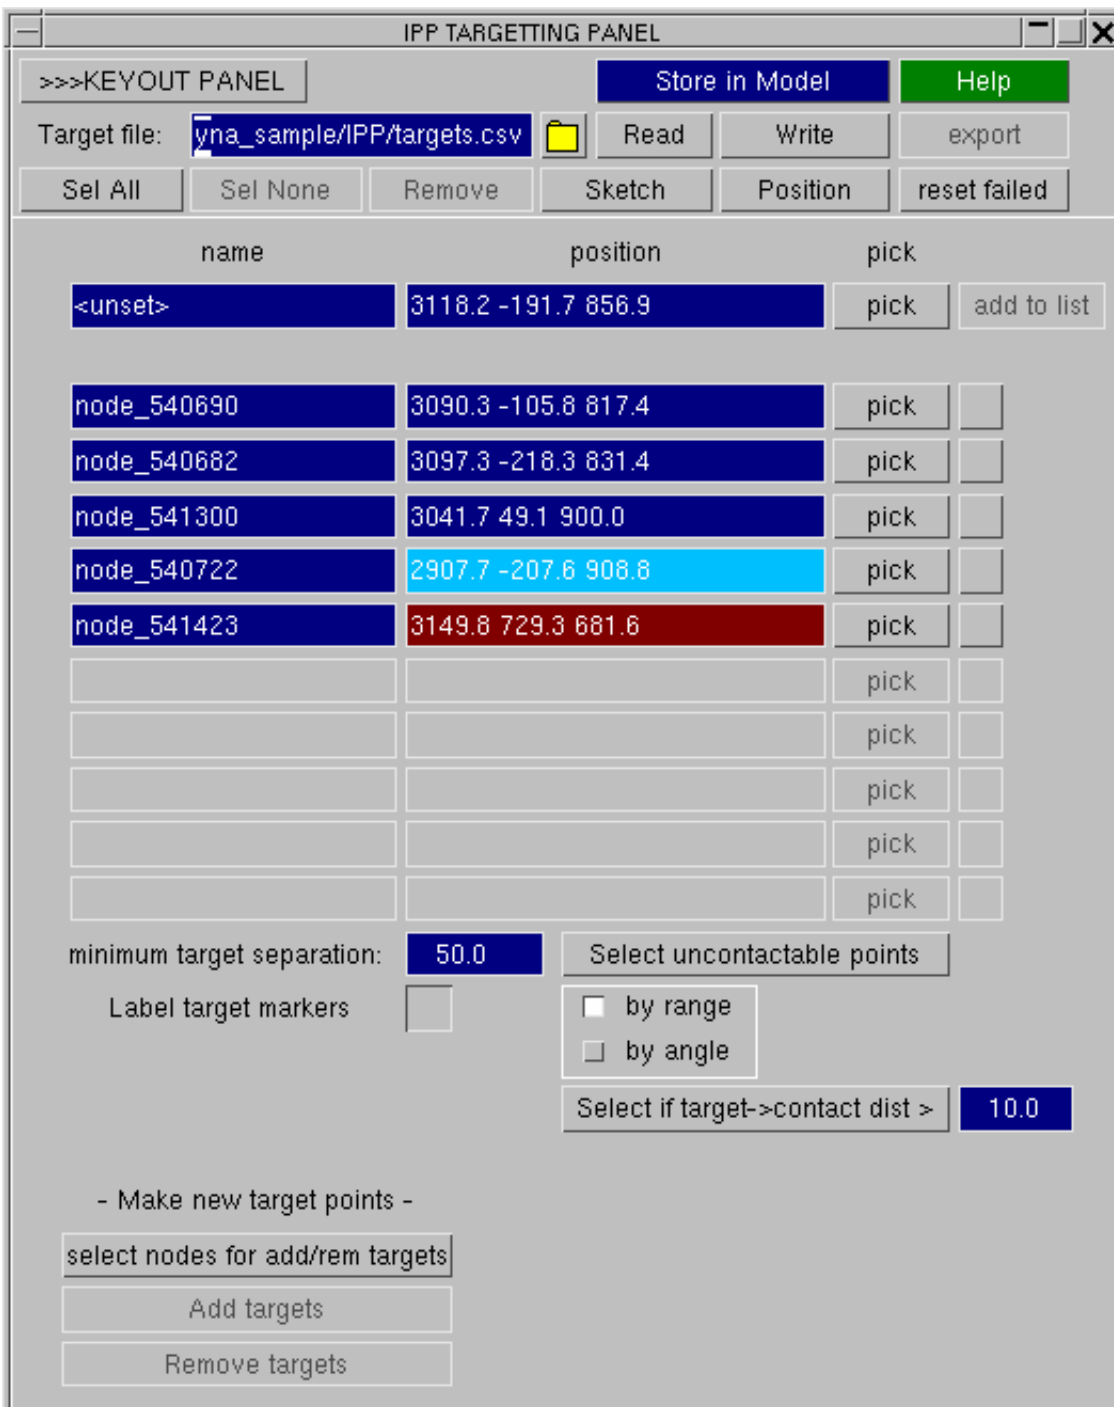 IPP TARGETTING PANEL
>>>KEYOUT PANEL Store in Model Help
Target file: yna_sample/IPP/targets.csv Read Write export
Sel All Sel None Remove Sketch Position reset failed
name position pick
<unset> 3118.2 -191.7 856.9 pick add to list
node_540690 3090.3 -105.8 817.4 pick
node_540682 3097.3 -218.3 831.4 pick
node_541300 3041.7 49.1 900.0 pick
node_540722 2907.7 -207.6 908.8 pick
node_541423 3149.8 729.3 681.6 pick
pick
pick
pick
pick
pick
minimum target separation: 50.0 Select uncontactable points
Label target markers by range
by angle
Select if target->contact dist > 10.0
- Make new target points -
select nodes for add/rem targets
Add targets
Remove targets